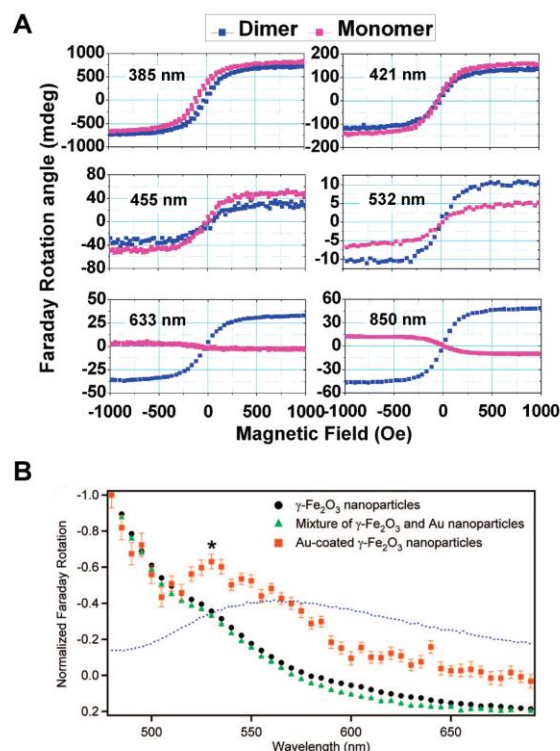 A
Dimer Monomer
Faraday Rotation angle (mdeg)
385 nm
1000
500
0
-500
-1000
421 nm
200
100
0
-100
-200
455 nm
80
40
0
-40
-80
532 nm
10
5
0
-5
-10
633 nm
50
25
0
-25
-50
850 nm
60
30
0
-30
-60
-1000 -500 0 500 1000
-1000 -500 0 500 1000
Magnetic Field (Oe)
B
Normalized Faraday Rotation
-1.0
-0.8
-0.6
-0.4
-0.2
0.0
0.2
*
γ-Fe2O3 nanoparticles
Mixture of γ-Fe2O3 and Au nanoparticles
Au-coated γ-Fe2O3 nanoparticles
500 550 600 650
Wavelength (nm)